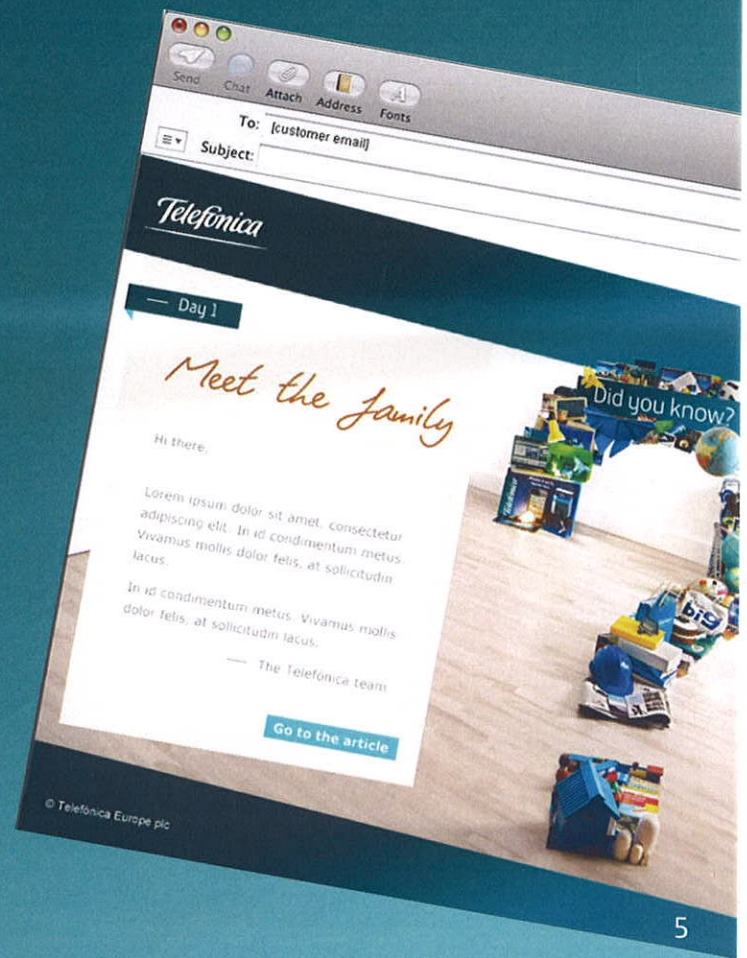 Send Chat Attach Address Fonts
To: [customer email]
Subject:
Telefonica
— Day 1
Meet the family
Did you know?
Hi there,
Lorem ipsum dolor sit amet, consectetur
adipiscing elit. In id condimentum metus.
Vivamus mollis dolor felis, at sollicitudin
lacus.
In id condimentum metus. Vivamus mollis
dolor felis, at sollicitudin lacus.
— The Telefónica team
Go to the article
Telefonica
big
© Telefónica Europe plc
5